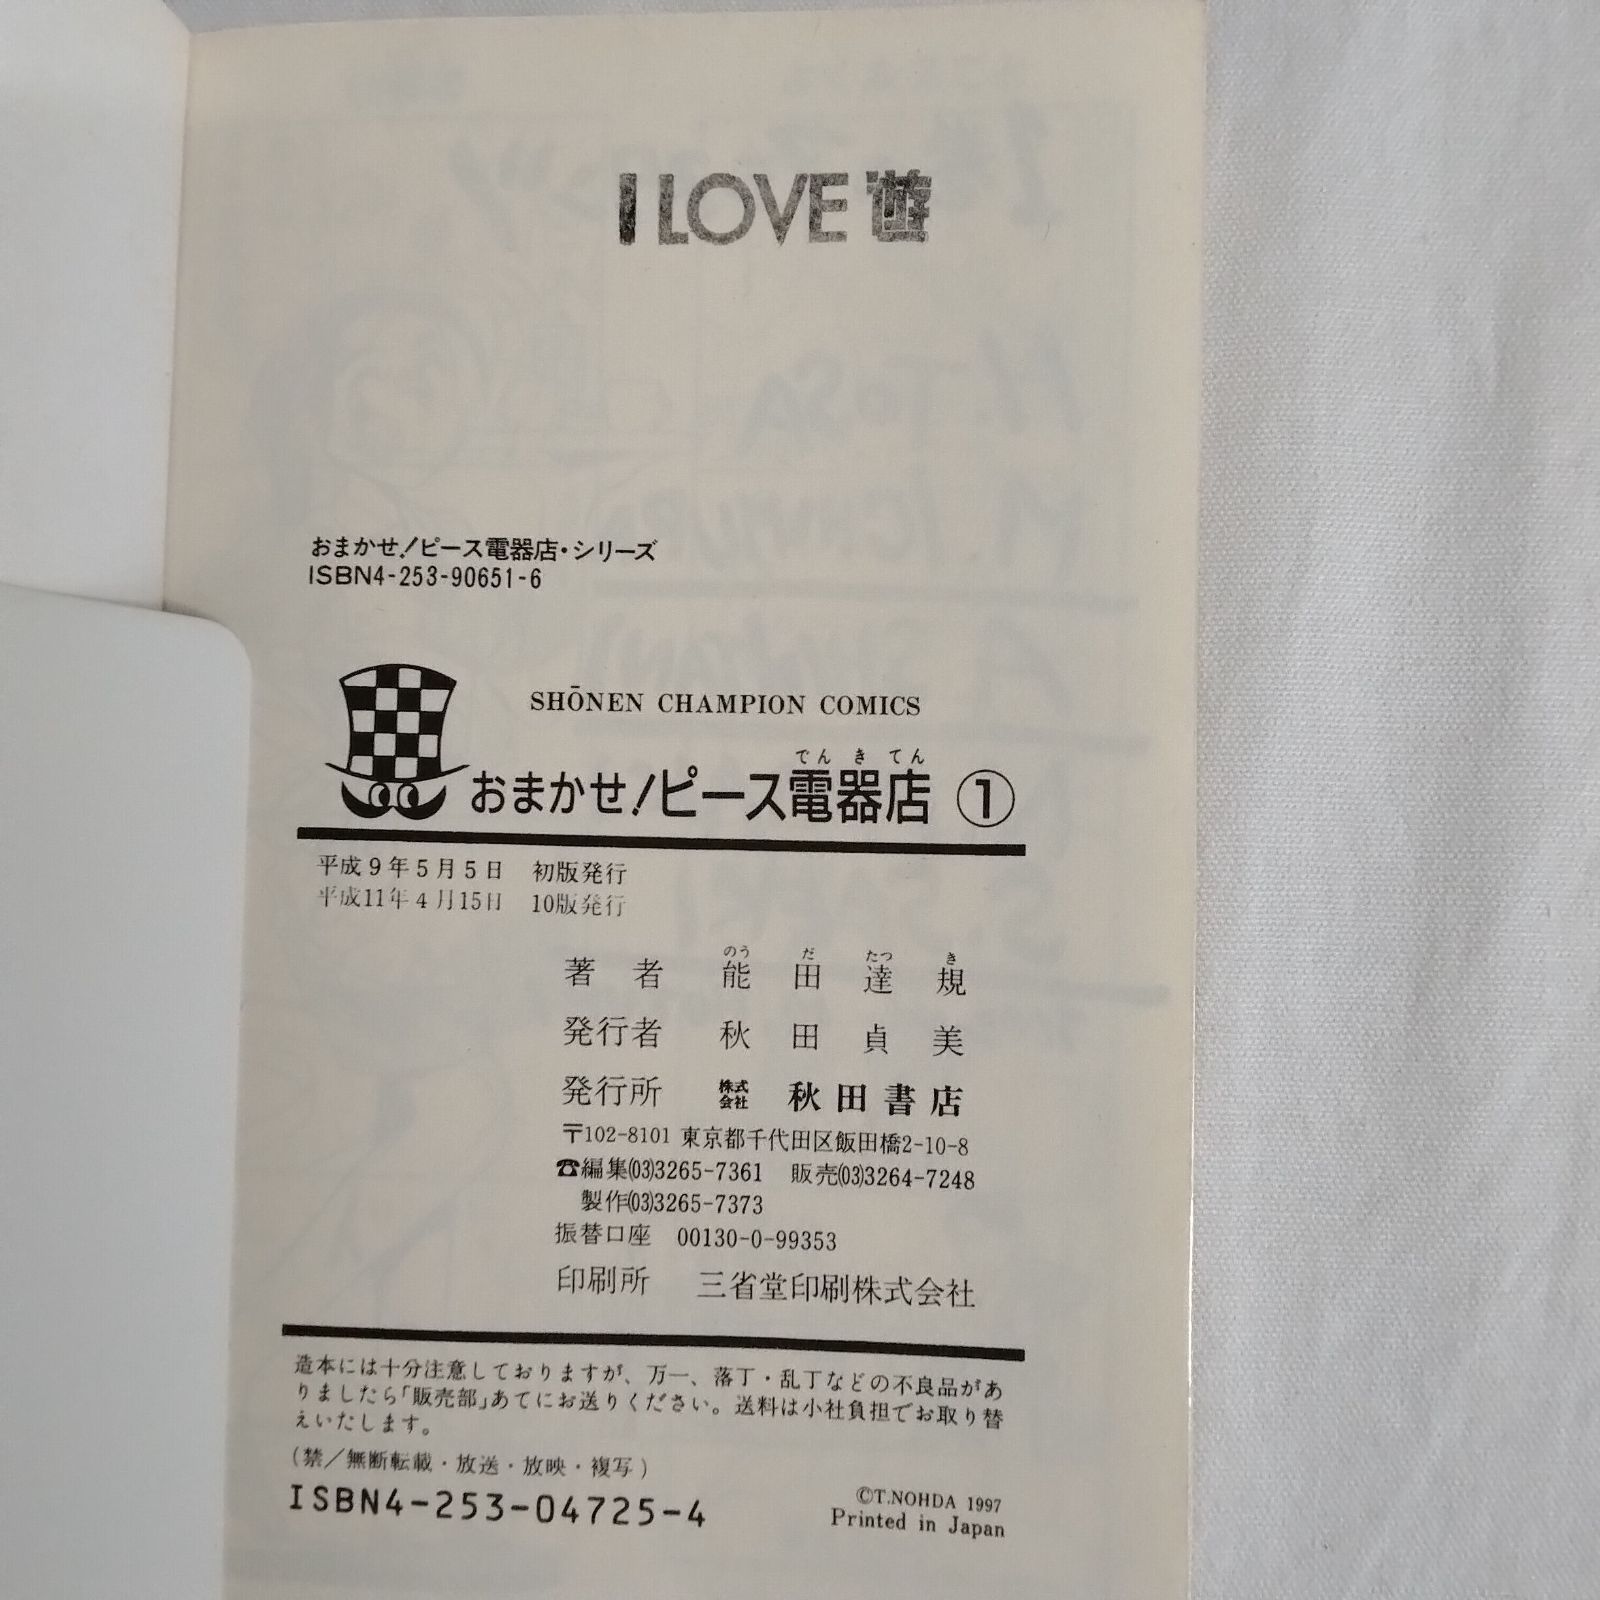 I LOVE 遊
おまかせ!ピース電器店・シリーズ
ISBN4-253-90651-6
SHŌNEN CHAMPION COMICS
でんきてん
おまかせ!ピース電器店 ①
平成9年5月5日 初版発行
平成11年4月15日 10版発行
のう だ たつ き
著者 能田達規
発行者 秋田貞美
発行所 株式会社 秋田書店
〒102-8101 東京都千代田区飯田橋2-10-8
☎編集(03)3265-7361 販売(03)3264-7248
製作(03)3265-7373
振替口座 00130-0-99353
印刷所 三省堂印刷株式会社
造本には十分注意しておりますが、万一、落丁・乱丁などの不良品があ
りましたら「販売部」あてにお送りください。送料は小社負担でお取り替
えいたします。
(禁/無断転載・放送・放映・複写)
ISBN4-253-04725-4
©T.NOHDA 1997
Printed in Japan